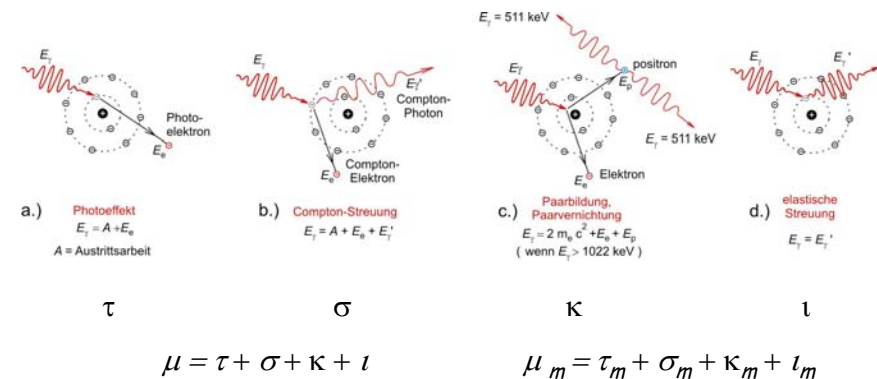 E_γ = 511 keV
E_γ
E_γ
E_γ'
Compton-
Photon
E_γ
positron
E_p
E_γ
E_γ'
Photo-
elektron
E_e
Compton-
Elektron
E_e
E_γ = 511 keV
Elektron
E_e
a.) Photoeffekt
E_γ = A + E_e
A = Austrittsarbeit
b.) Compton-Streuung
E_γ = A + E_e + E_γ'
c.) Paarbildung,
Paarvernichtung
E_γ = 2 m_e c² + E_e + E_p
( wenn E_γ > 1022 keV )
d.) elastische
Streuung
E_γ = E_γ'
τ σ κ ι
μ = τ + σ + κ + ι
μ_m = τ_m + σ_m + κ_m + ι_m